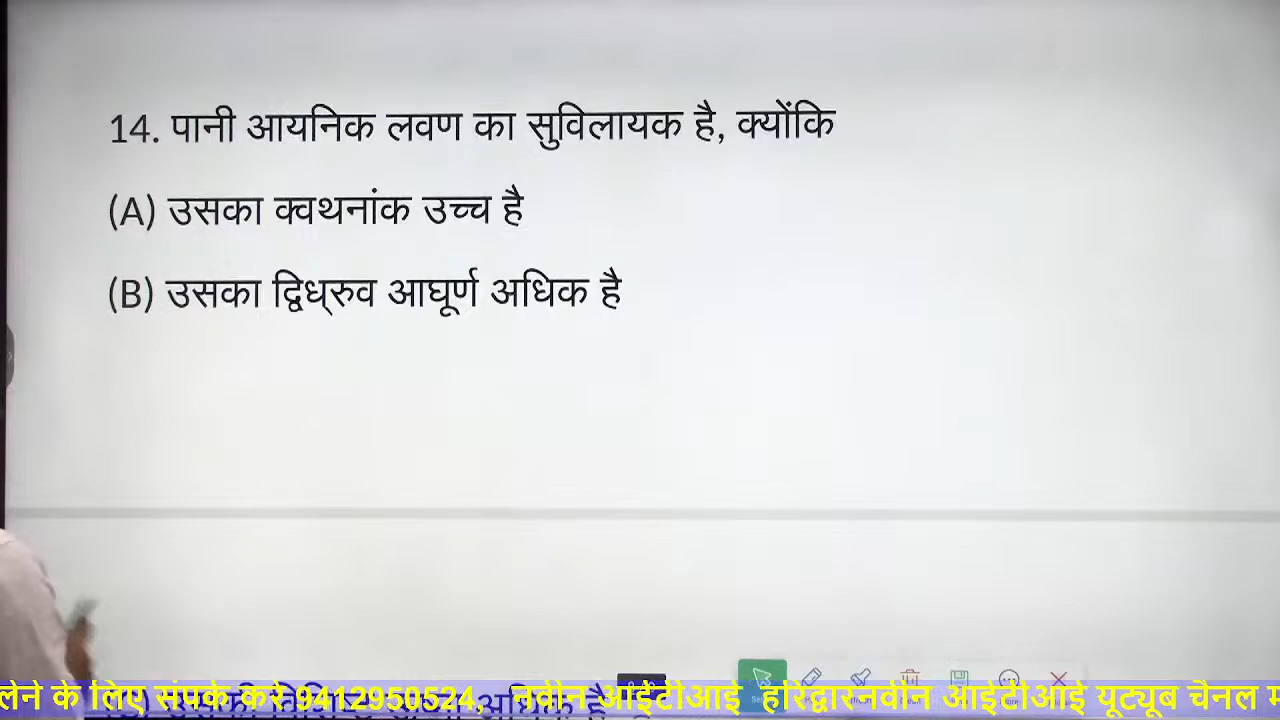 14. पानी आयनिक लवण का सुविलायक है, क्योंकि
(A) उसका क्वथनांक उच्च है
(B) उसका द्विध्रुव आघूर्ण अधिक है
लेने के लिए संपर्क करें 9412950524, नवीन आईटीआई हरिद्वारनवीन आईटीआई यूट्यूब चैनल